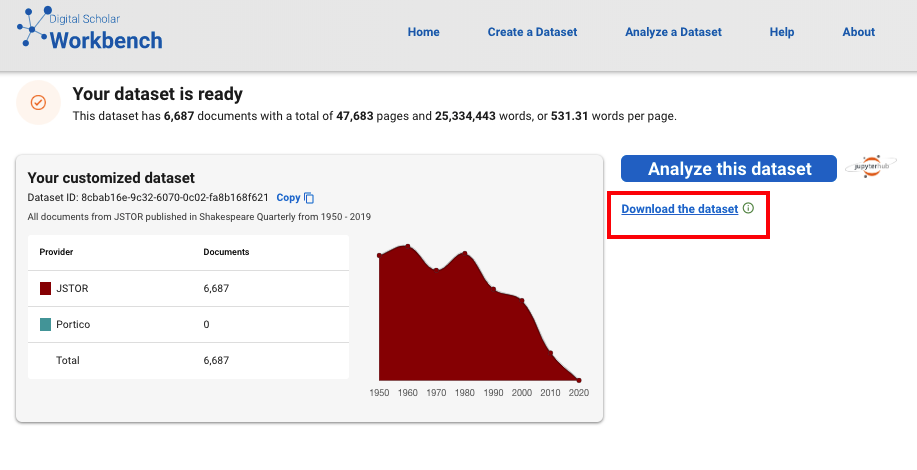 Digital Scholar
Workbench
Home Create a Dataset Analyze a Dataset Help About
Your dataset is ready
This dataset has 6,687 documents with a total of 47,683 pages and 25,334,443 words, or 531.31 words per page.
Your customized dataset
Dataset ID: 8cbab16e-9c32-6070-0c02-fa8b168f621 Copy
All documents from JSTOR published in Shakespeare Quarterly from 1950 - 2019
Provider Documents
JSTOR 6,687
Portico 0
Total 6,687
1950 1960 1970 1980 1990 2000 2010 2020
Analyze this dataset
jupyterhub
Download the dataset